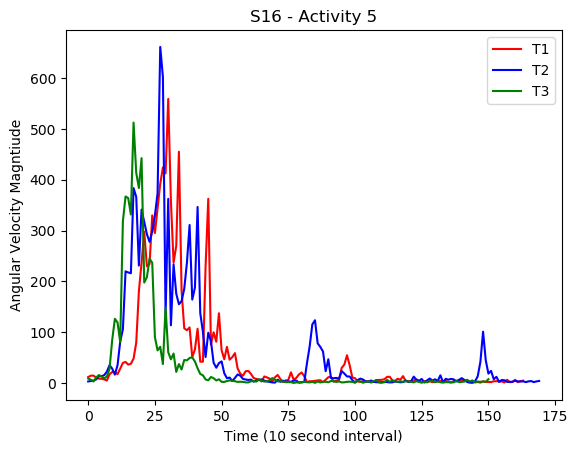 S16 - Activity 5
T1
T2
T3
600
500
400
300
200
100
0
Angular Velocity Magntiude
0 25 50 75 100 125 150 175
Time (10 second interval)